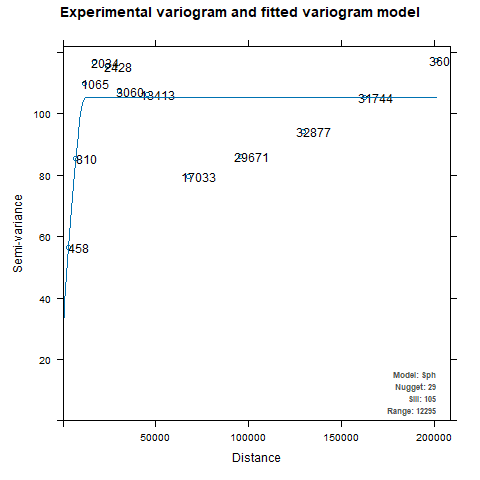 Experimental variogram and fitted variogram model
2034
2428
1065
3060
13413
31744
360
32877
29671
810
17033
458
100
80
60
40
20
Semi-variance
Model: Sph
Nugget: 29
Sill: 105
Range: 12295
50000 100000 150000 200000
Distance